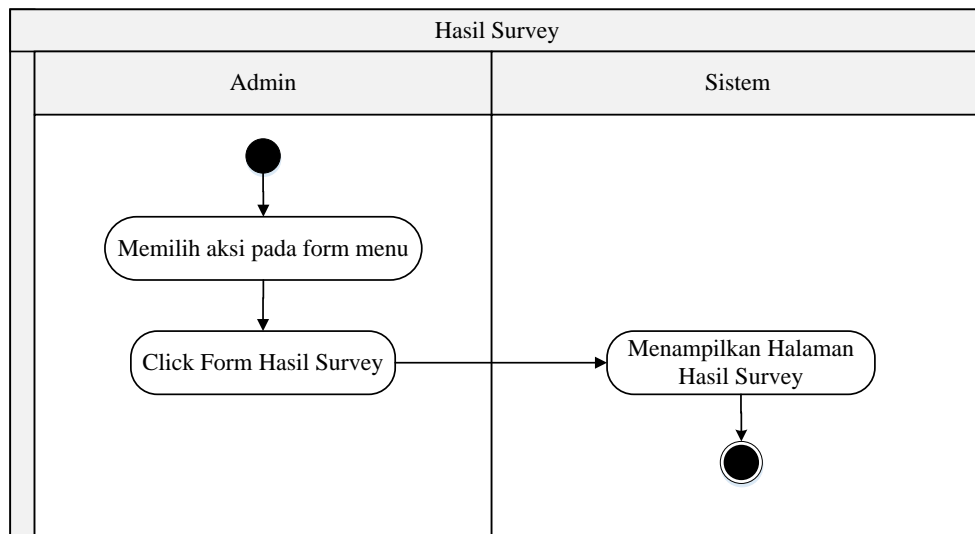 Hasil Survey
Admin
Sistem
Memilih aksi pada form menu
Click Form Hasil Survey
Menampilkan Halaman
Hasil Survey